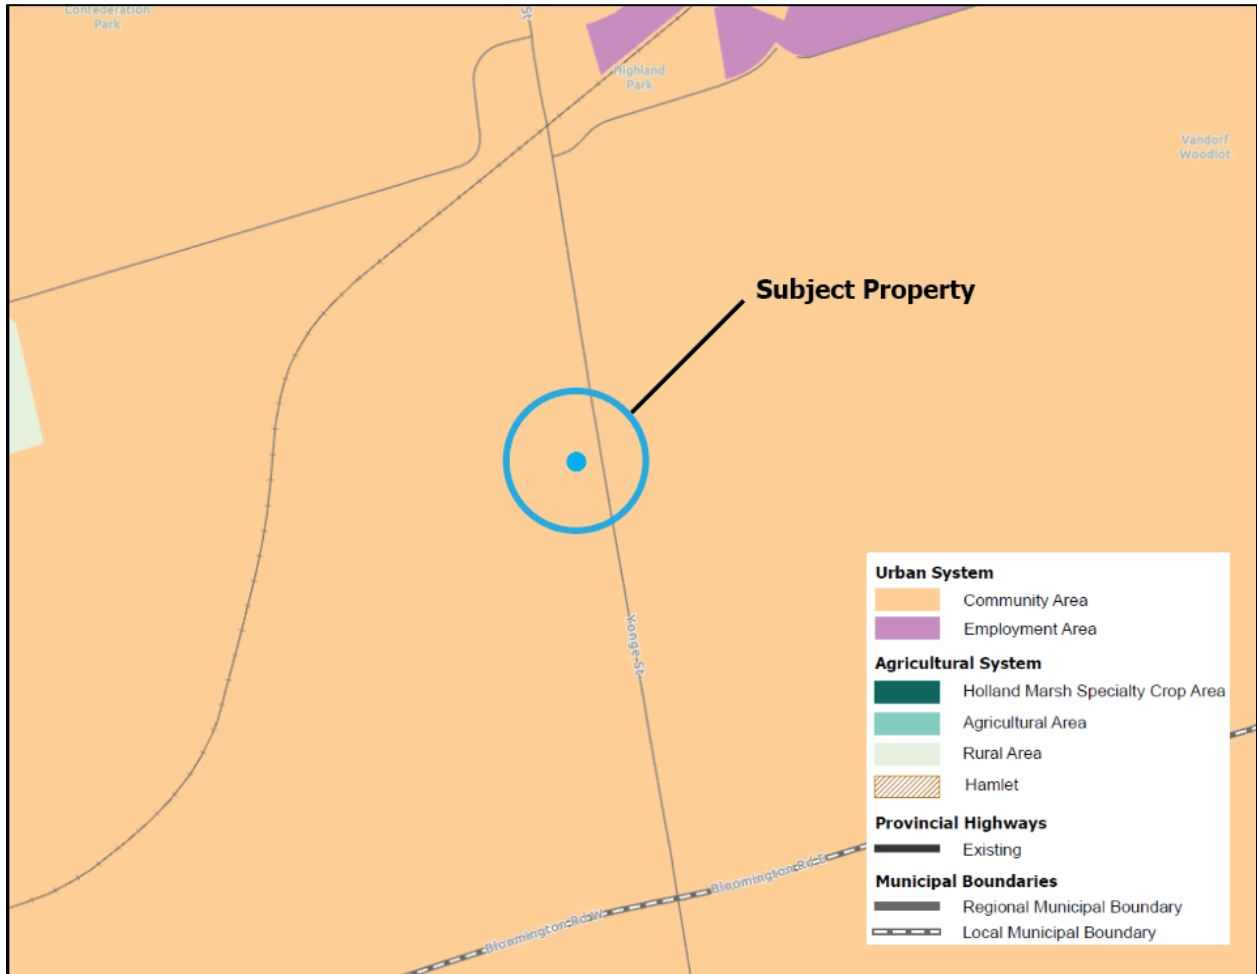 Confederation
Park
St
Highland
Park
Vandorf
Woodlot
Subject Property
Yonge St
Bloomington Rd E
Bloomington Rd W
Urban System
Community Area
Employment Area
Agricultural System
Holland Marsh Specialty Crop Area
Agricultural Area
Rural Area
Hamlet
Provincial Highways
Existing
Municipal Boundaries
Regional Municipal Boundary
Local Municipal Boundary